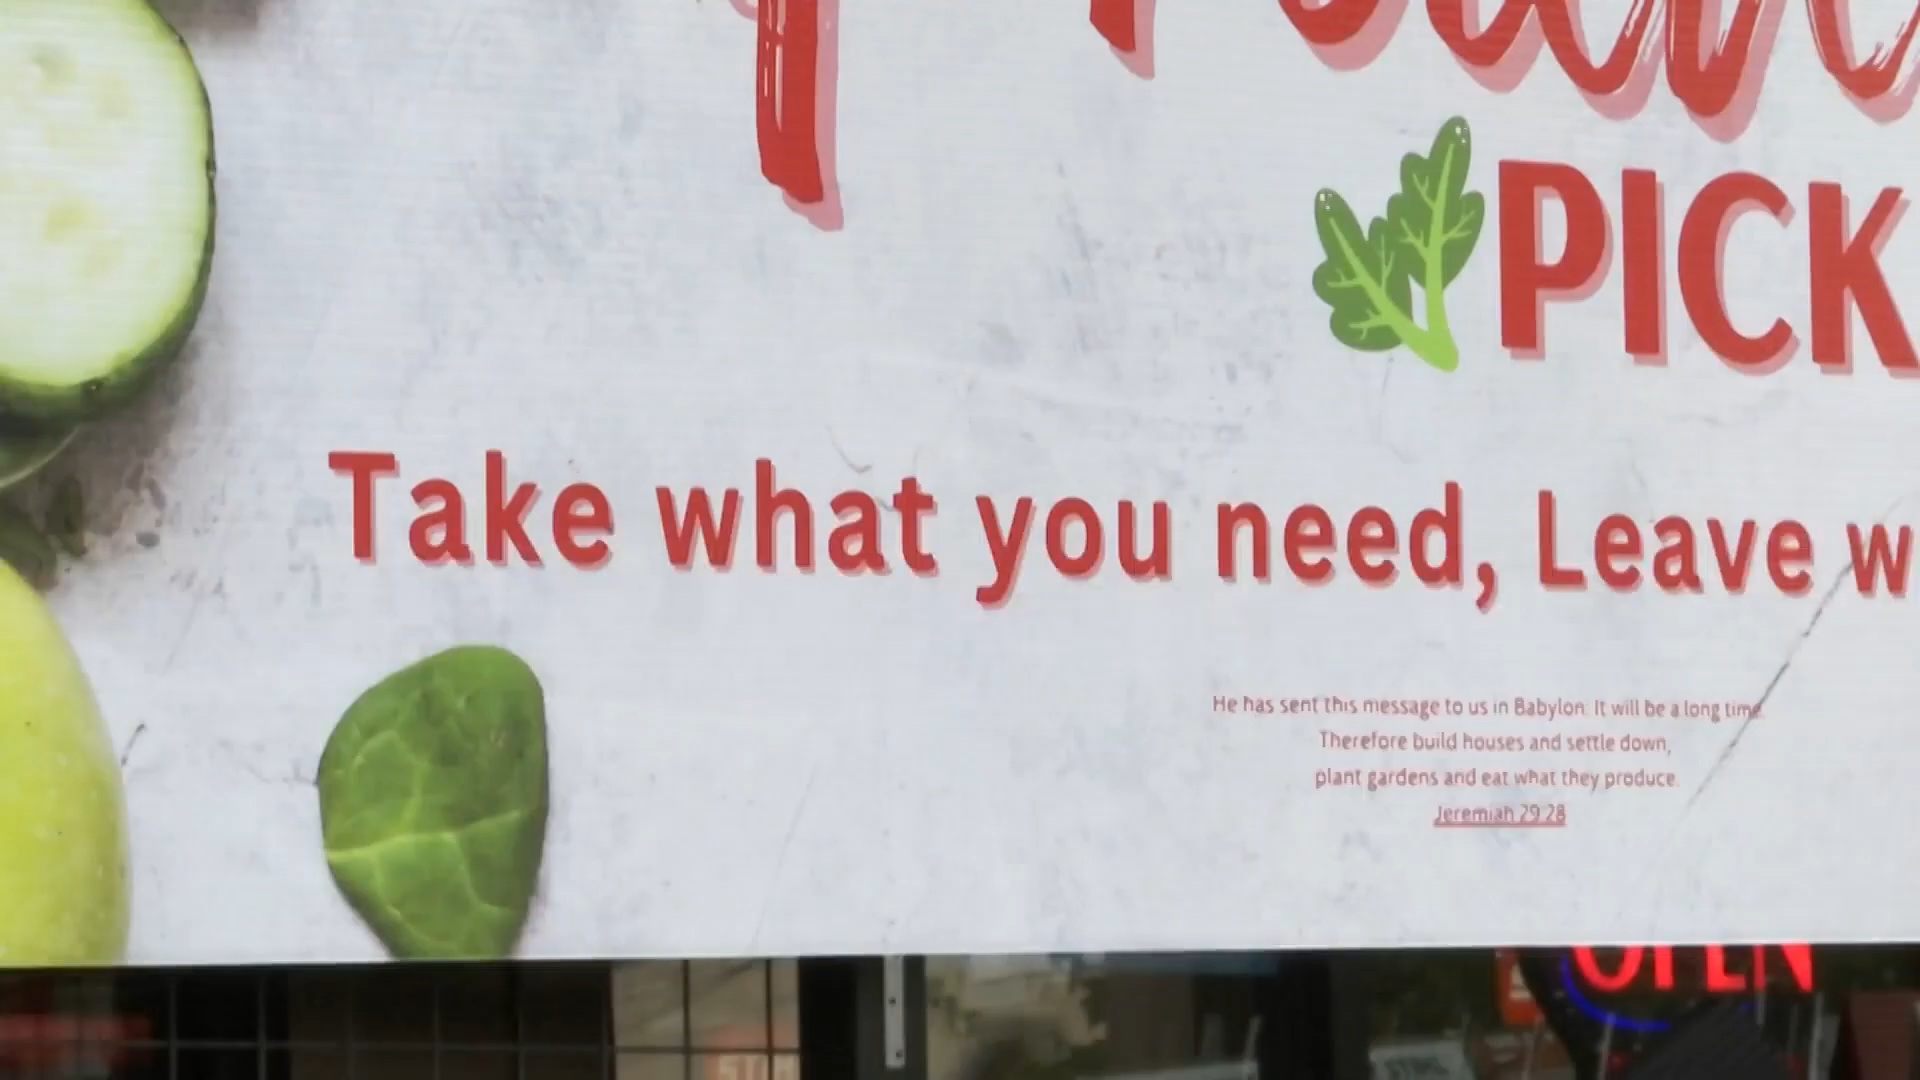 PICK
Take what you need, Leave w
He has sent this message to us in Babylon: It will be a long time.
Therefore build houses and settle down,
plant gardens and eat what they produce.
Jeremiah 29:28
OPEN